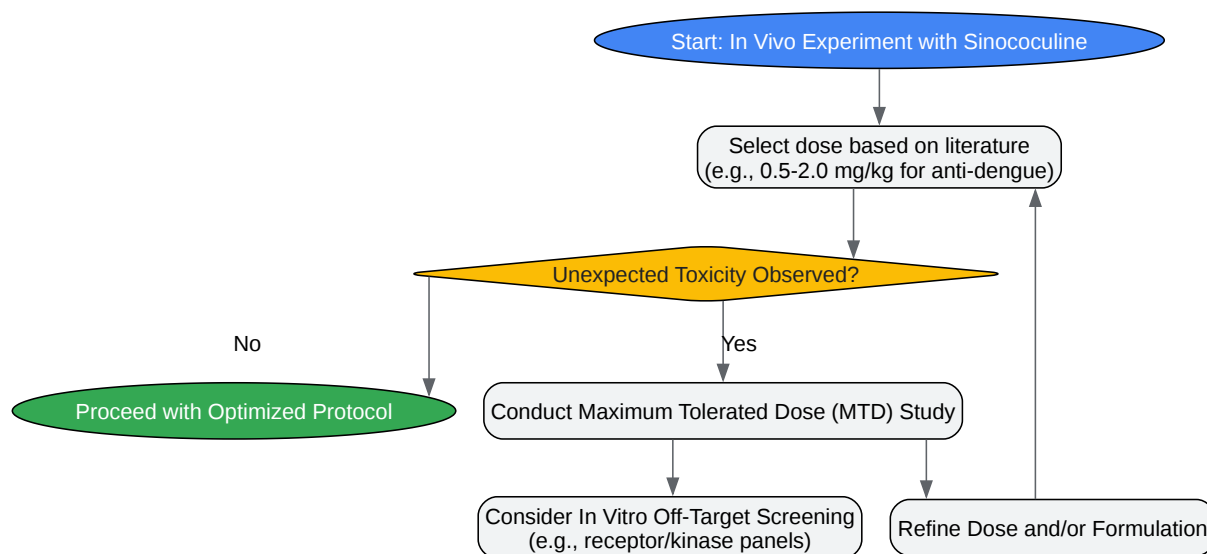 Start: In Vivo Experiment with Sinococuline
Select dose based on literature
(e.g., 0.5-2.0 mg/kg for anti-dengue)
Unexpected Toxicity Observed?
No
Yes
Proceed with Optimized Protocol
Conduct Maximum Tolerated Dose (MTD) Study
Consider In Vitro Off-Target Screening
(e.g., receptor/kinase panels)
Refine Dose and/or Formulation